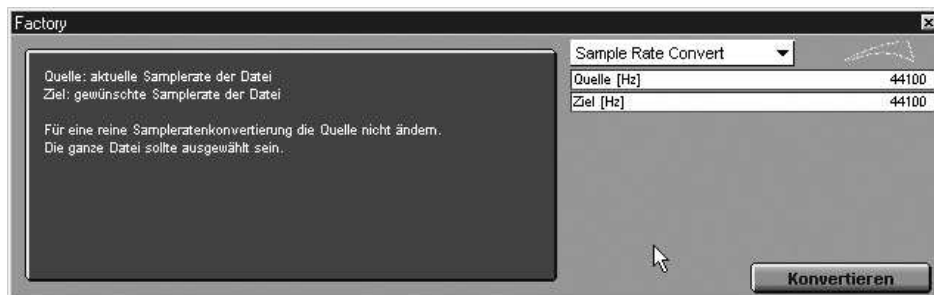 Factory
Quelle: aktuelle Samplerate der Datei
Ziel: gewünschte Samplerate der Datei
Für eine reine Sampleratenkonvertierung die Quelle nicht ändern.
Die ganze Datei sollte ausgewählt sein.
Sample Rate Convert
Quelle [Hz] 44100
Ziel [Hz] 44100
Konvertieren